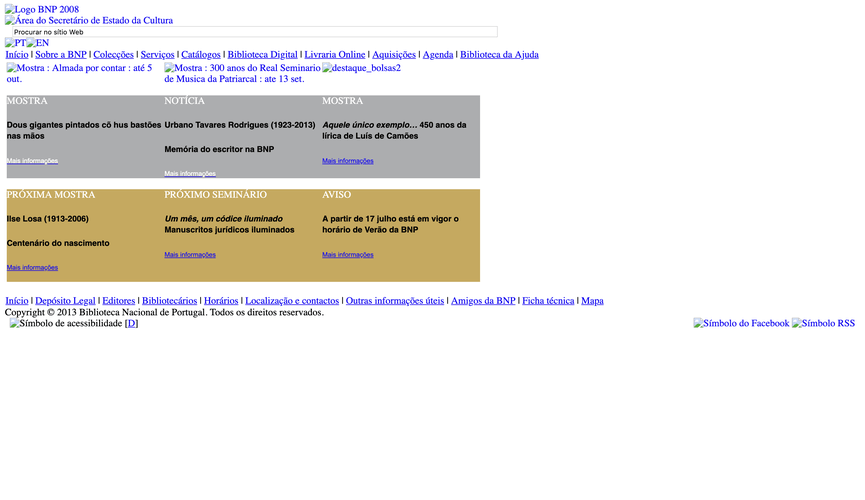 Logo BNP 2008
Área do Secretário de Estado da Cultura
Procurar no sítio Web
PT EN
Início | Sobre a BNP | Colecções | Serviços | Catálogos | Biblioteca Digital | Livraria Online | Aquisições | Agenda | Biblioteca da Ajuda
Mostra : Almada por contar : até 5
out.
Mostra : 300 anos do Real Seminario
de Musica da Patriarcal : ate 13 set.
destaque_bolsas2
MOSTRA
Dous gigantes pintados cõ hus bastões
nas mãos
Mais informações
NOTÍCIA
Urbano Tavares Rodrigues (1923-2013)
Memória do escritor na BNP
Mais informações
MOSTRA
Aquele único exemplo... 450 anos da
lírica de Luís de Camões
Mais informações
PRÓXIMA MOSTRA
Ilse Losa (1913-2006)
Centenário do nascimento
Mais informações
PRÓXIMO SEMINÁRIO
Um mês, um códice iluminado
Manuscritos jurídicos iluminados
Mais informações
AVISO
A partir de 17 julho está em vigor o
horário de Verão da BNP
Mais informações
Início | Depósito Legal | Editores | Bibliotecários | Horários | Localização e contactos | Outras informações úteis | Amigos da BNP | Ficha técnica | Mapa
Copyright © 2013 Biblioteca Nacional de Portugal. Todos os direitos reservados.
Símbolo de acessibilidade [D]
Símbolo do Facebook Símbolo RSS